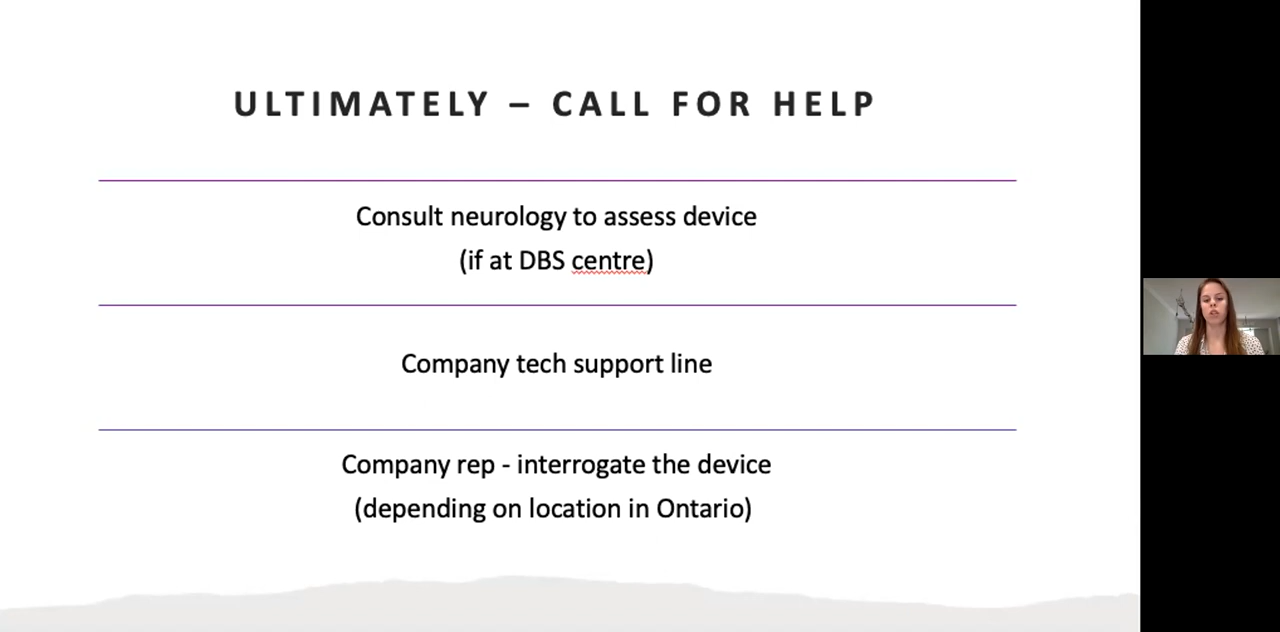 ULTIMATELY – CALL FOR HELP
Consult neurology to assess device
(if at DBS centre)
Company tech support line
Company rep - interrogate the device
(depending on location in Ontario)